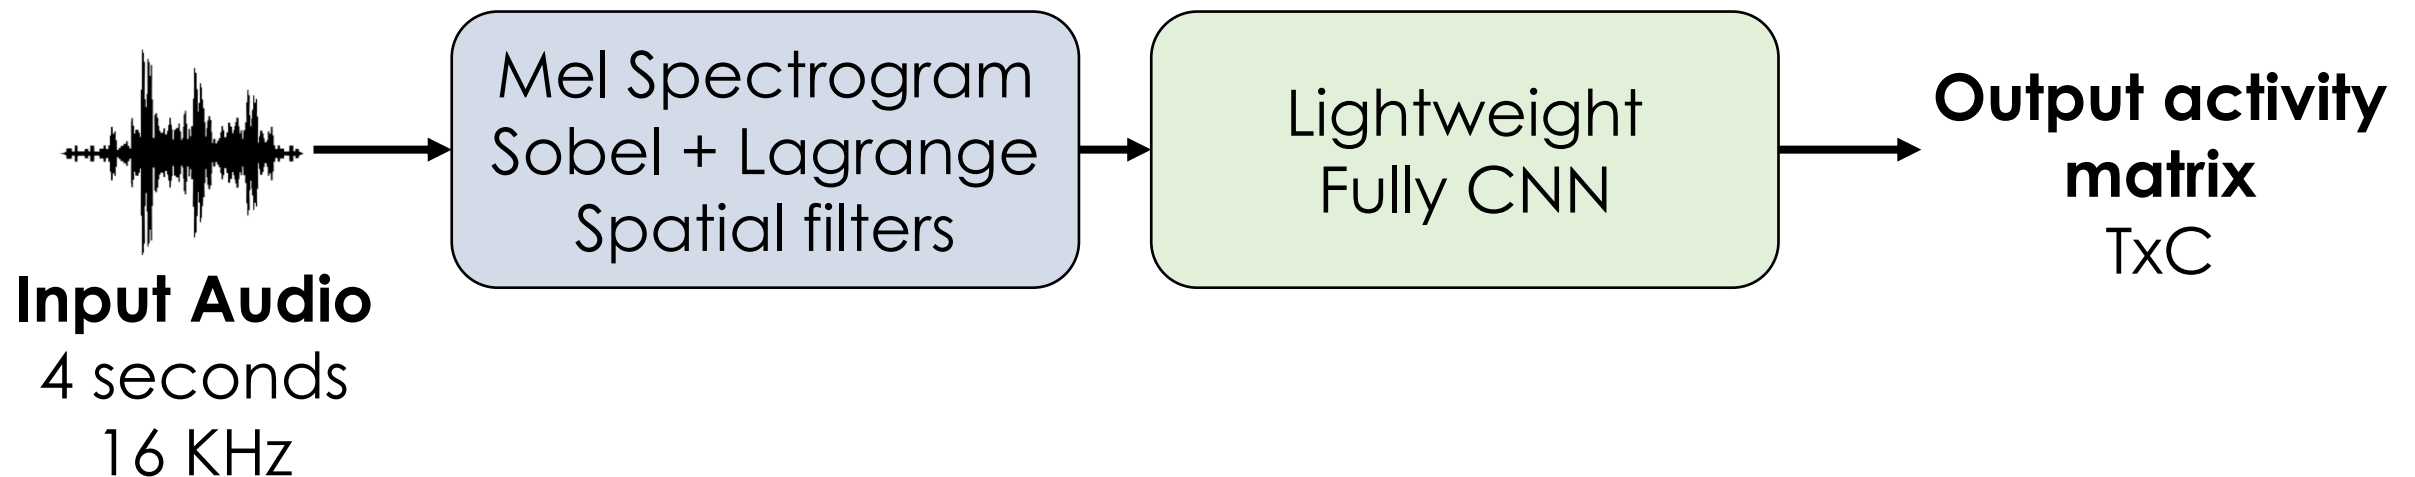 Input Audio
4 seconds
16 KHz
Mel Spectrogram
Sobel + Lagrange
Spatial filters
Lightweight
Fully CNN
Output activity
matrix
TxC